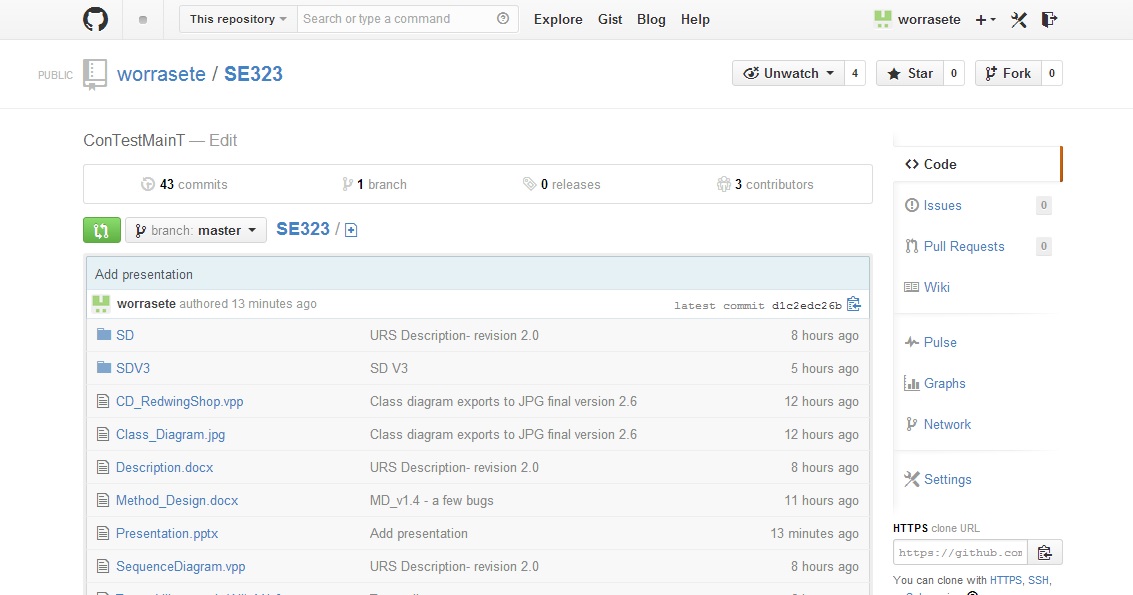 This repository Search or type a command Explore Gist Blog Help worrasete
PUBLIC worrasete / SE323 Unwatch 4 Star 0 Fork 0
ConTestMainT — Edit
43 commits 1 branch 0 releases 3 contributors
branch: master SE323 /
Add presentation
worrasete authored 13 minutes ago latest commit d1c2edc26b
SD URS Description- revision 2.0 8 hours ago
SDV3 SD V3 5 hours ago
CD_RedwingShop.vpp Class diagram exports to JPG final version 2.6 12 hours ago
Class_Diagram.jpg Class diagram exports to JPG final version 2.6 12 hours ago
Description.docx URS Description- revision 2.0 8 hours ago
Method_Design.docx MD_v1.4 - a few bugs 11 hours ago
Presentation.pptx Add presentation 13 minutes ago
SequenceDiagram.vpp URS Description- revision 2.0 8 hours ago
Code
Issues 0
Pull Requests 0
Wiki
Pulse
Graphs
Network
Settings
HTTPS clone URL
https://github.com
You can clone with HTTPS, SSH,